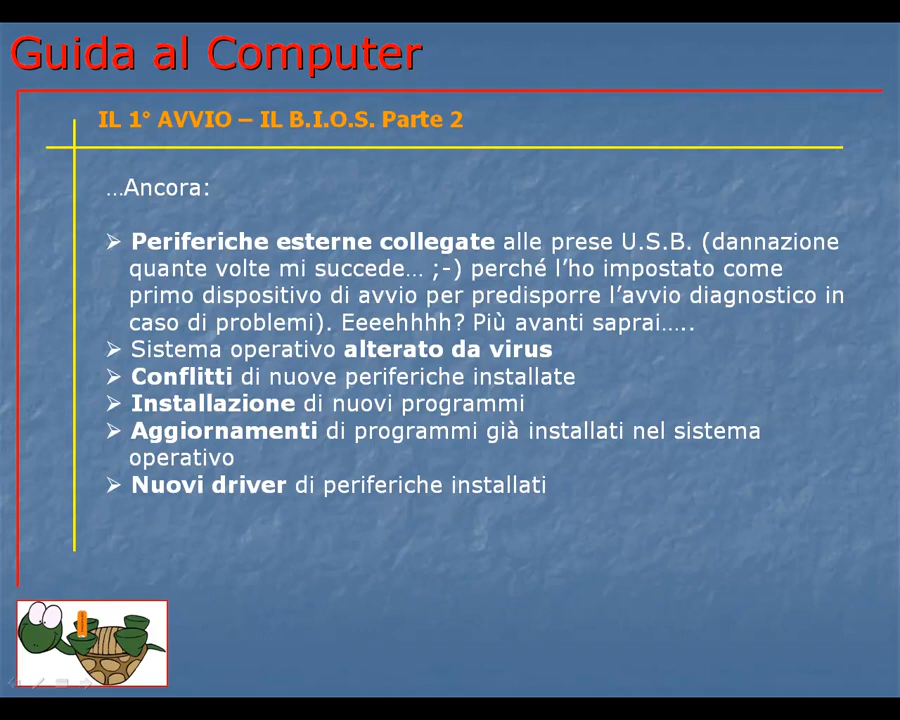 Guida al Computer
IL 1° AVVIO – IL B.I.O.S. Parte 2
…Ancora:
➢ Periferiche esterne collegate alle prese U.S.B. (dannazione
quante volte mi succede… ;-) perché l’ho impostato come
primo dispositivo di avvio per predisporre l’avvio diagnostico in
caso di problemi). Eeeehhhh? Più avanti saprai…..
➢ Sistema operativo alterato da virus
➢ Conflitti di nuove periferiche installate
➢ Installazione di nuovi programmi
➢ Aggiornamenti di programmi già installati nel sistema
operativo
➢ Nuovi driver di periferiche installati